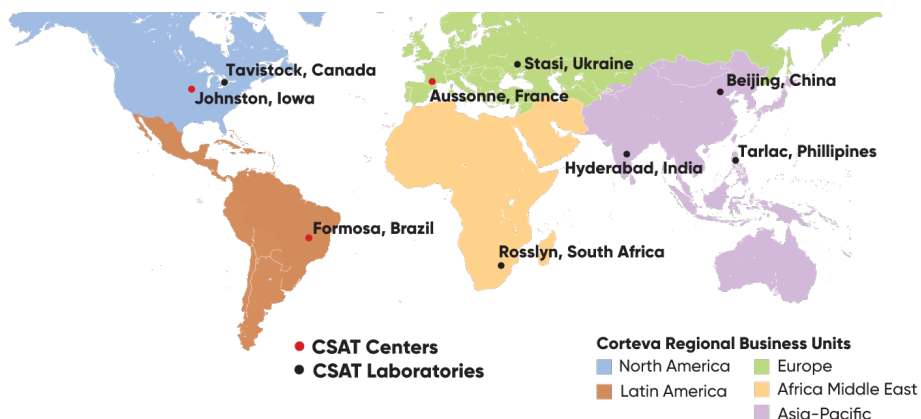 Tavistock, Canada
Johnston, Iowa
Stasi, Ukraine
Aussonne, France
Beijing, China
Hyderabad, India
Tarlac, Phillipines
Formosa, Brazil
Rosslyn, South Africa
CSAT Centers
CSAT Laboratories
Corteva Regional Business Units
North America
Latin America
Europe
Africa Middle East
Asia-Pacific